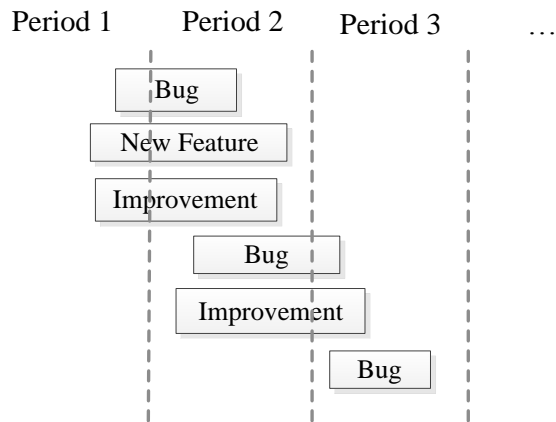 Period 1 Period 2 Period 3 …
Bug
New Feature
Improvement
Bug
Improvement
Bug